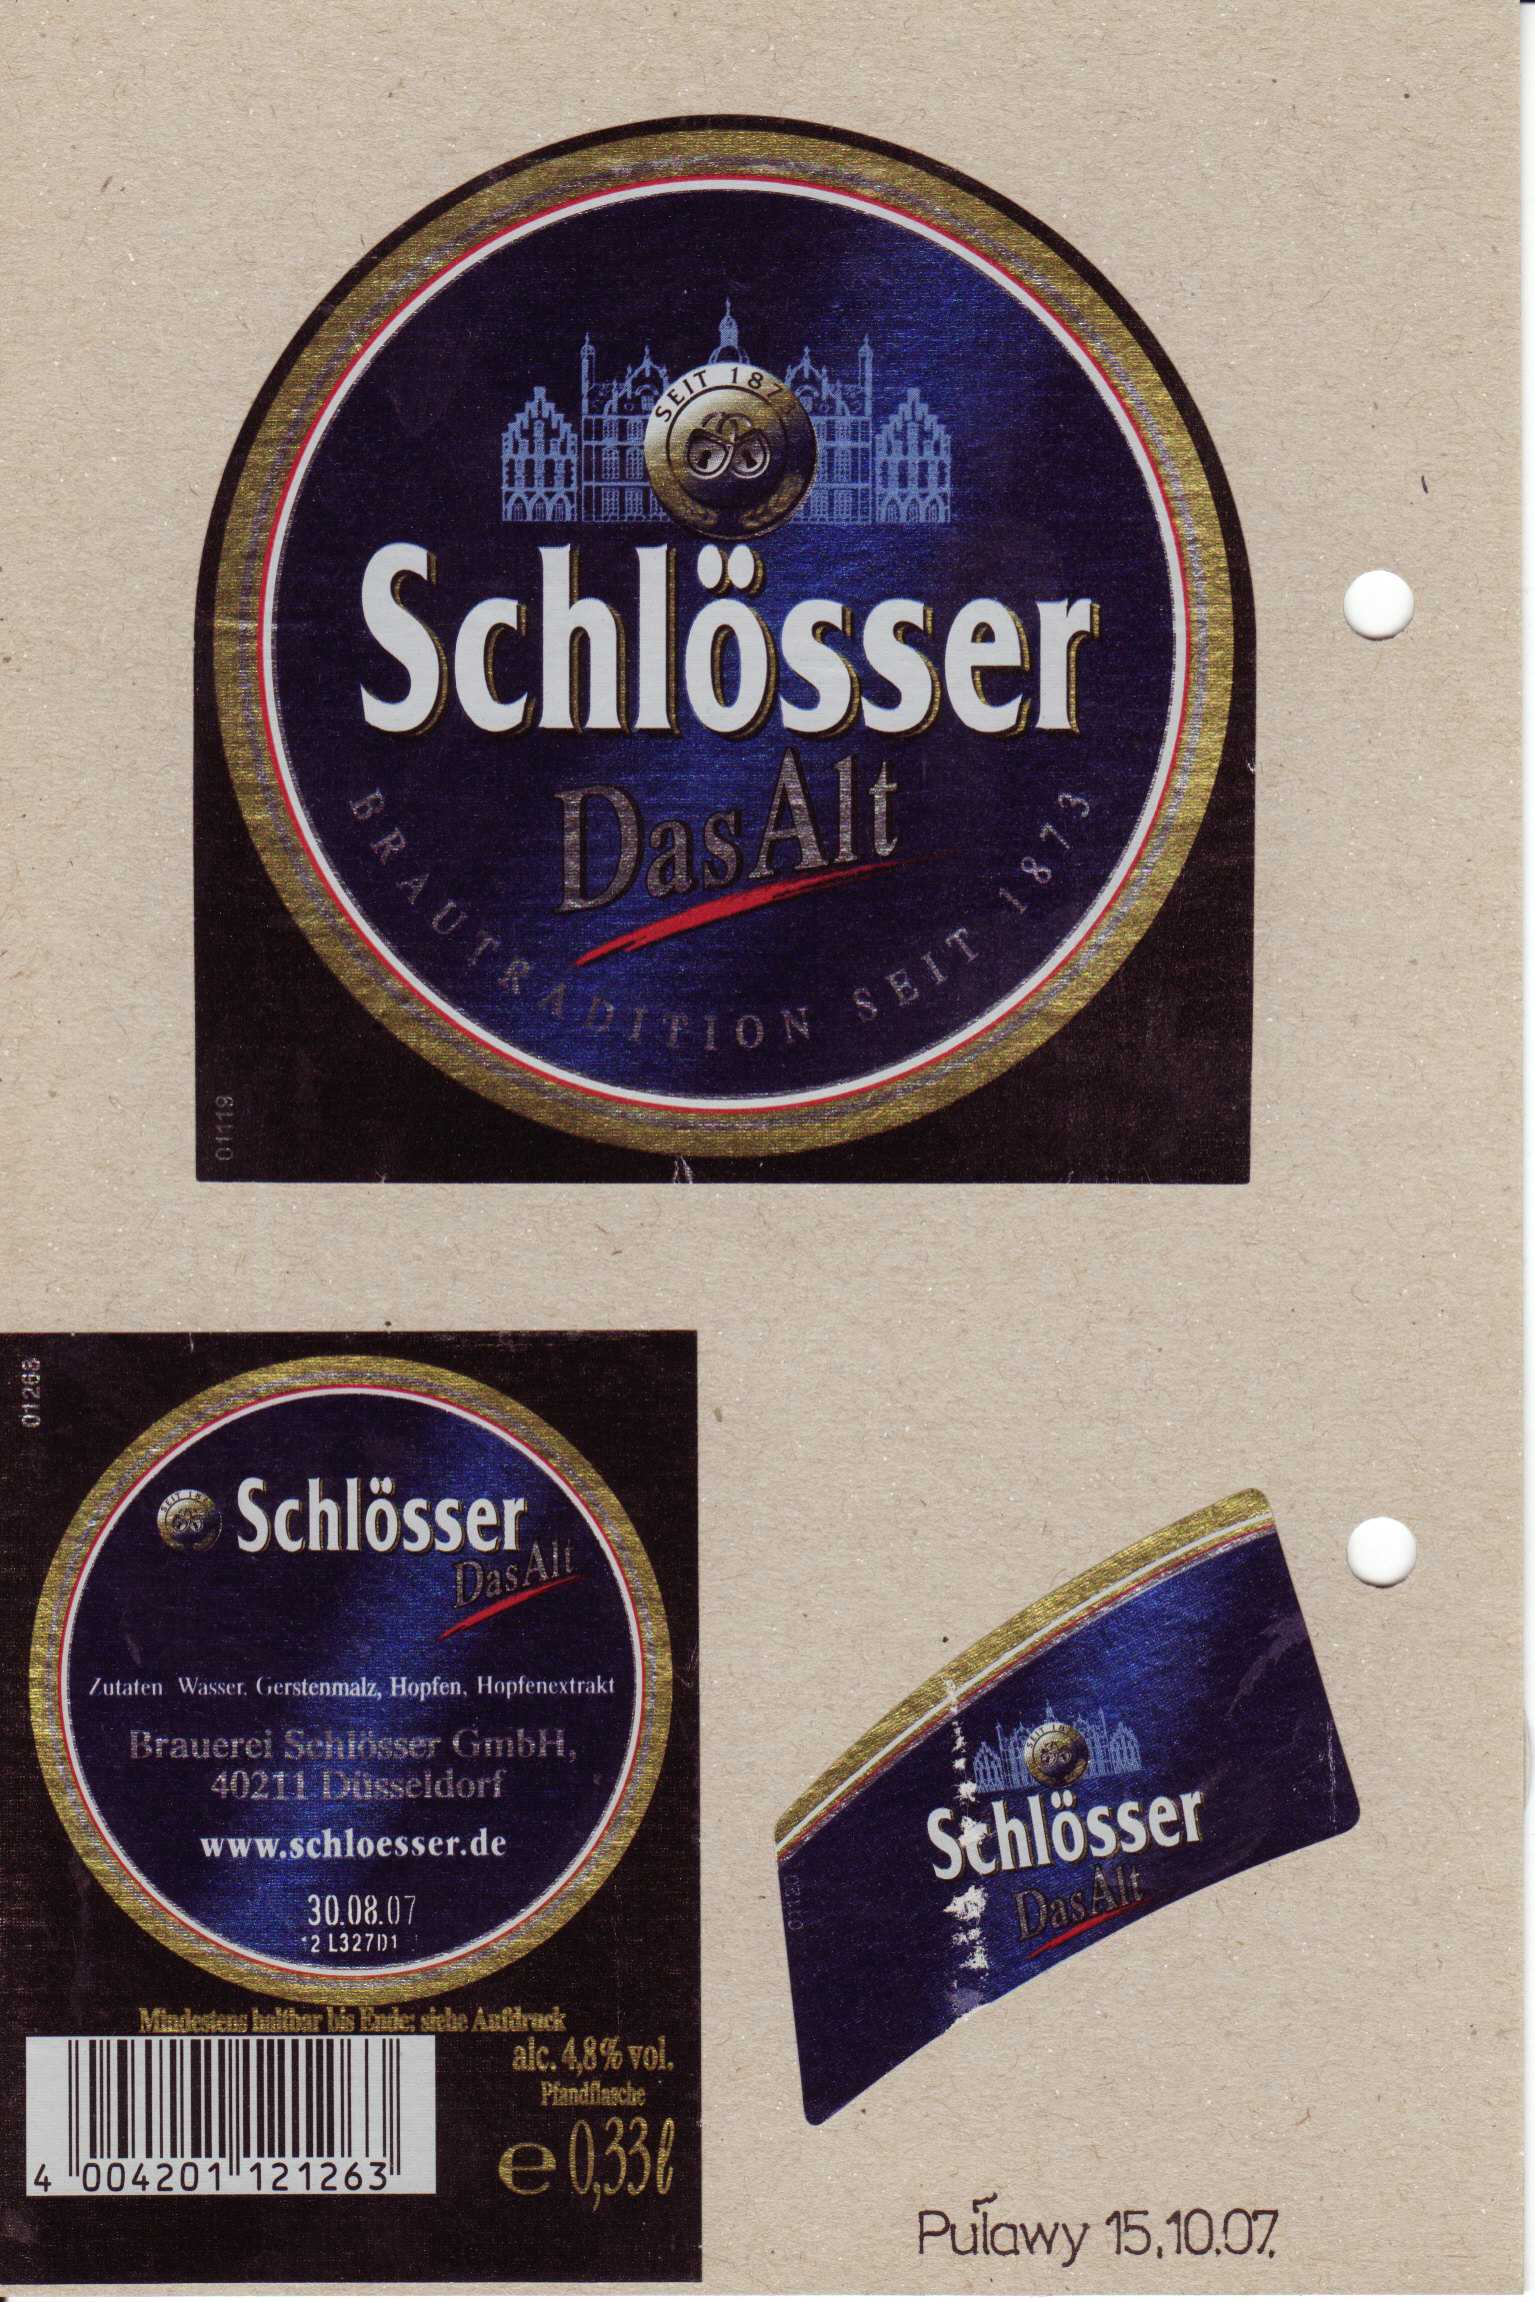 SEIT 1873
Schlösser
Das Alt
BRAUTRADITION SEIT 1873
01119
01268
Schlösser
Das Alt
Zutaten Wasser, Gerstenmalz, Hopfen, Hopfenextrakt
Brauerei Schlösser GmbH,
40211 Düsseldorf
www.schloesser.de
30.08.07
2 L327D1
Mindestens haltbar bis Ende: siehe Aufdruck
alc. 4,8% vol.
Pfandflasche
e 0,33 ℓ
4 004201 121263
Schlösser
Das Alt
Puławy 15.10.07.